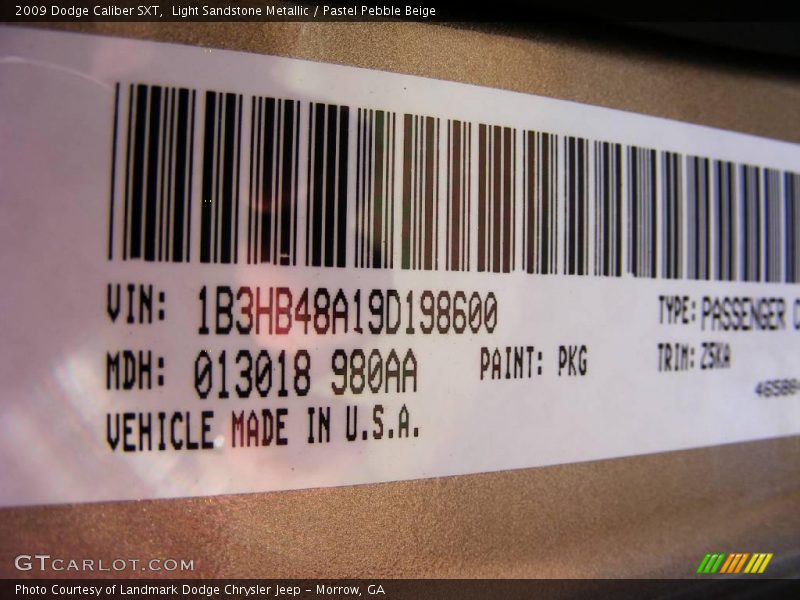 2009 Dodge Caliber SXT, Light Sandstone Metallic / Pastel Pebble Beige
VIN: 1B3HB48A19D198600 TYPE: PASSENGER
MDH: 013018 980AA PAINT: PKG TRIM: Z5KA
VEHICLE MADE IN U.S.A.
GTCARLOT.COM
Photo Courtesy of Landmark Dodge Chrysler Jeep - Morrow, GA